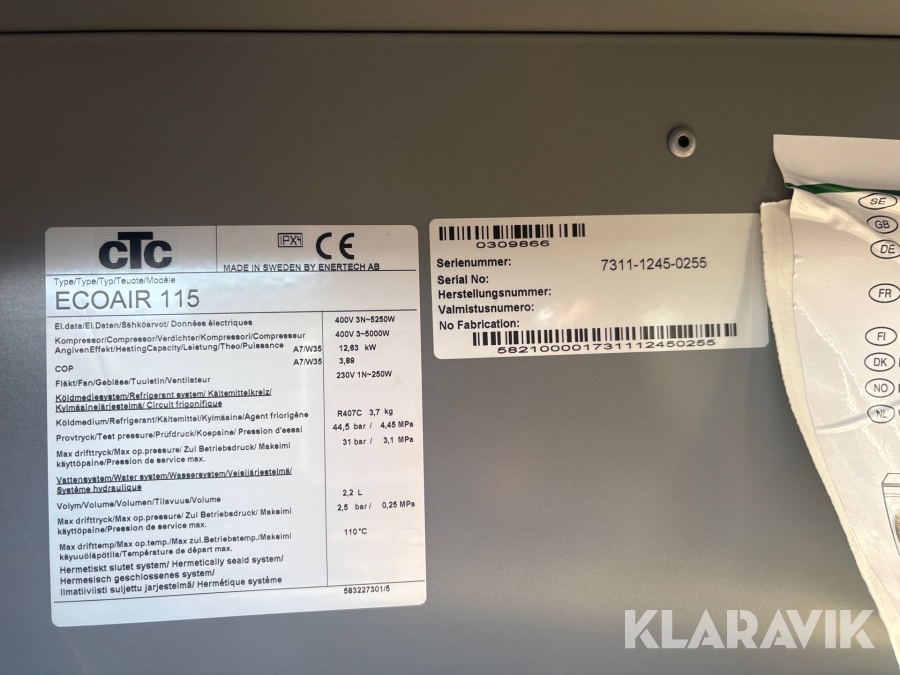 CTC
IPX4 CE
MADE IN SWEDEN BY ENERTECH AB
Type/Type/Typ/Teuote/Modèle
ECOAIR 115
El.data/El.Daten/Sähköarvot/ Données électriques 400V 3N~5250W
Kompressor/Compressor/Verdichter/Kompressori/Compresseur 400V 3~5000W
AngivenEffekt/HeatingCapacity/Leistung/Theo/Puissance A7/W35 12,63 kW
COP A7/W35 3,89
Fläkt/Fan/Gebläse/Tuuletin/Ventilateur 230V 1N~250W
Köldmediesystem/Refrigerant system/ Kältemittelkreiz/
Kylmäainejärjestelmä/ Circuit frigonifique
Köldmedium/Refrigerant/Kältemittel/Kylmäaine/Agent friorigène R407C 3,7 kg
Provtryck/Test pressure/Prüfdruck/Koepaine/ Pression d'essai 44,5 bar / 4,45 MPa
Max drifttryck/Max op.pressure/ Zul Betriebsdruck/ Maksimi 31 bar / 3,1 MPa
käyttöpaine/Pression de service max.
Vattensystem/Water system/Wassersystem/Vesijärjestelmä/
Système hydraulique
Volym/Volume/Volumen/Tilavuus/Volume 2,2 L
Max drifttryck/Max op.pressure/ Zul Betriebsdruck/ Maksimi 2,5 bar / 0,25 MPa
käyttöpaine/Pression de service max.
Max drifttemp/Max op.temp./Max zul.Betriebstemp/Maksimi 110°C
käyuuölāpötila/Température de départ max.
Hermetiskt slutet system/ Hermetically seald system/
Hermesisch geschlossenes system/
Ilmatiiviisti suljettu jarjestelmä/ Hermétique système
583227301/5
0309866
Serienummer: 7311-1245-0255
Serial No:
Herstellungsnummer:
Valmistusnumero:
No Fabrication:
582100001731112450255
SE
GB
DE
FR
FI
DK
NO
NL
KLARAVIK